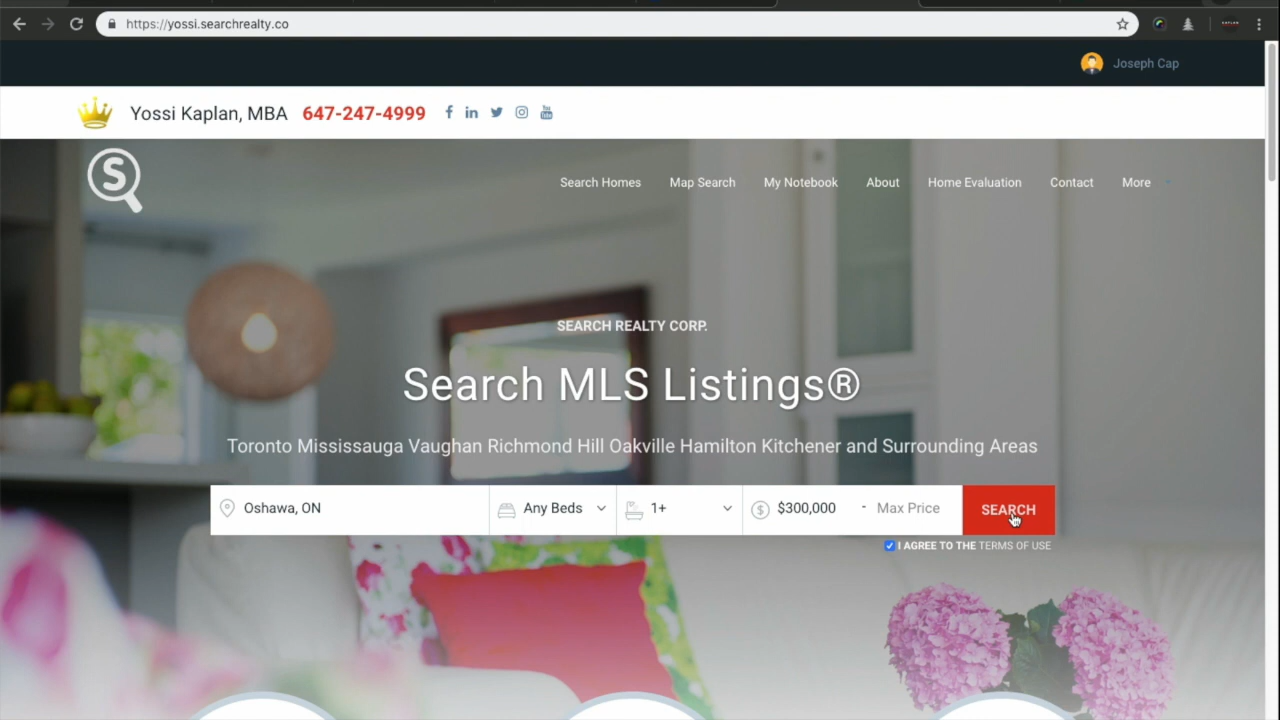 https://yossi.searchrealty.co
Joseph Cap
Yossi Kaplan, MBA 647-247-4999
S
Search Homes Map Search My Notebook About Home Evaluation Contact More
SEARCH REALTY CORP.
Search MLS Listings®
Toronto Mississauga Vaughan Richmond Hill Oakville Hamilton Kitchener and Surrounding Areas
Oshawa, ON Any Beds 1+ $ $300,000 - Max Price SEARCH
I AGREE TO THE TERMS OF USE